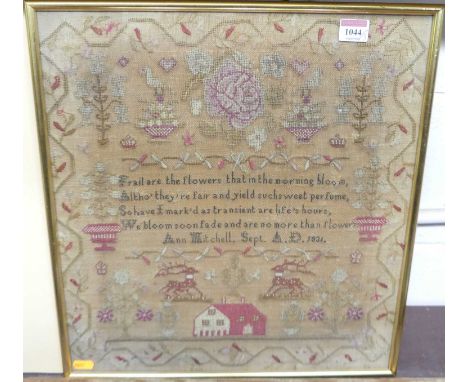 1044
Frail are the flowers that in the morning bloom,
Altho' they're fair and yield such sweet perfume,
So have I mark'd as transient are life's hours,
We bloom soon fade and are no more than flowers
Ann Mitchell. Sept. A.D. 1831.